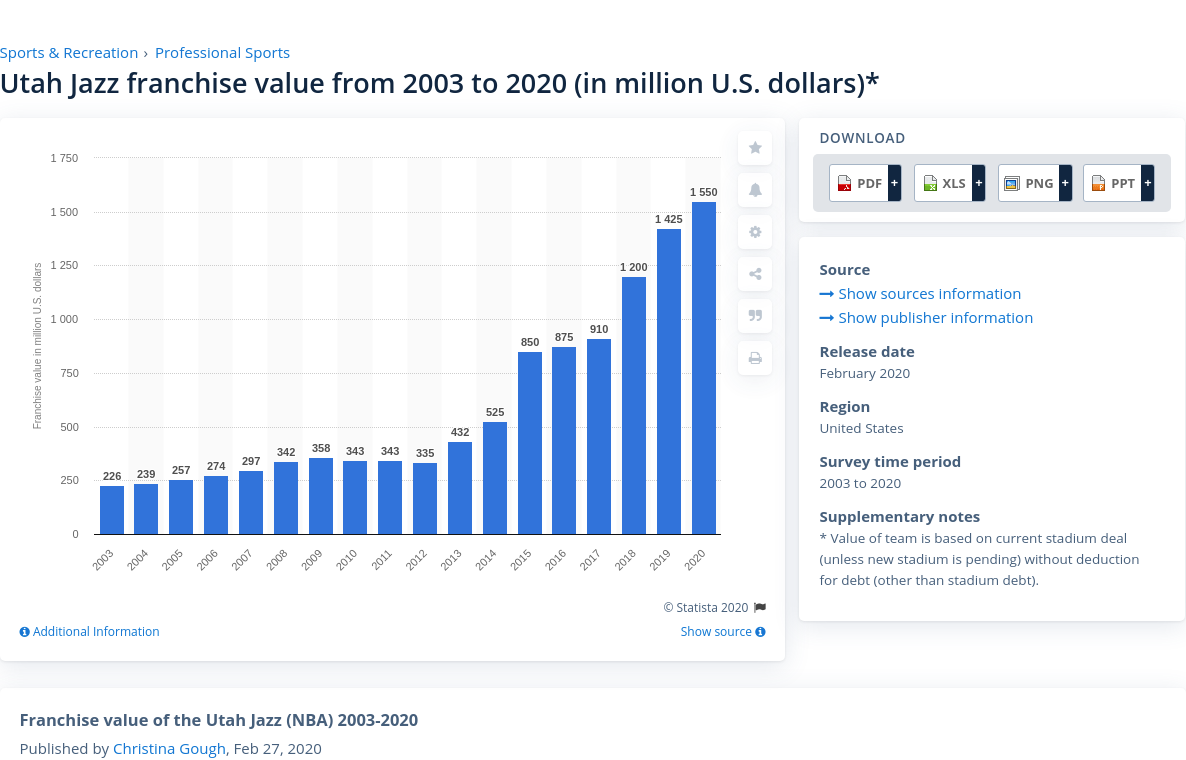 Sports & Recreation › Professional Sports
Utah Jazz franchise value from 2003 to 2020 (in million U.S. dollars)*
Franchise value in million U.S. dollars
1 750
1 500
1 250
1 000
750
500
250
0
226
239
257
274
297
342
358
343
343
335
432
525
850
875
910
1 200
1 425
1 550
2003
2004
2005
2006
2007
2008
2009
2010
2011
2012
2013
2014
2015
2016
2017
2018
2019
2020
© Statista 2020
Additional Information
Show source
DOWNLOAD
PDF +
XLS +
PNG +
PPT +
Source
Show sources information
Show publisher information
Release date
February 2020
Region
United States
Survey time period
2003 to 2020
Supplementary notes
* Value of team is based on current stadium deal
(unless new stadium is pending) without deduction
for debt (other than stadium debt).
Franchise value of the Utah Jazz (NBA) 2003-2020
Published by Christina Gough, Feb 27, 2020